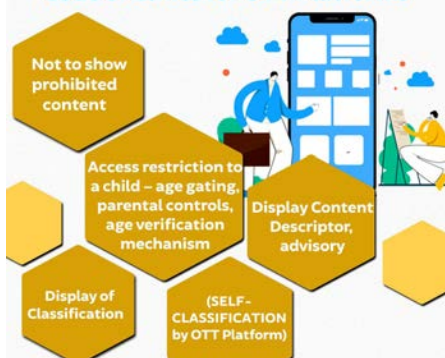 Not to show
prohibited
content
Access restriction to
a child – age gating,
parental controls,
age verification
mechanism
Display Content
Descriptor,
advisory
Display of
Classification
(SELF-
CLASSIFICATION
by OTT Platform)